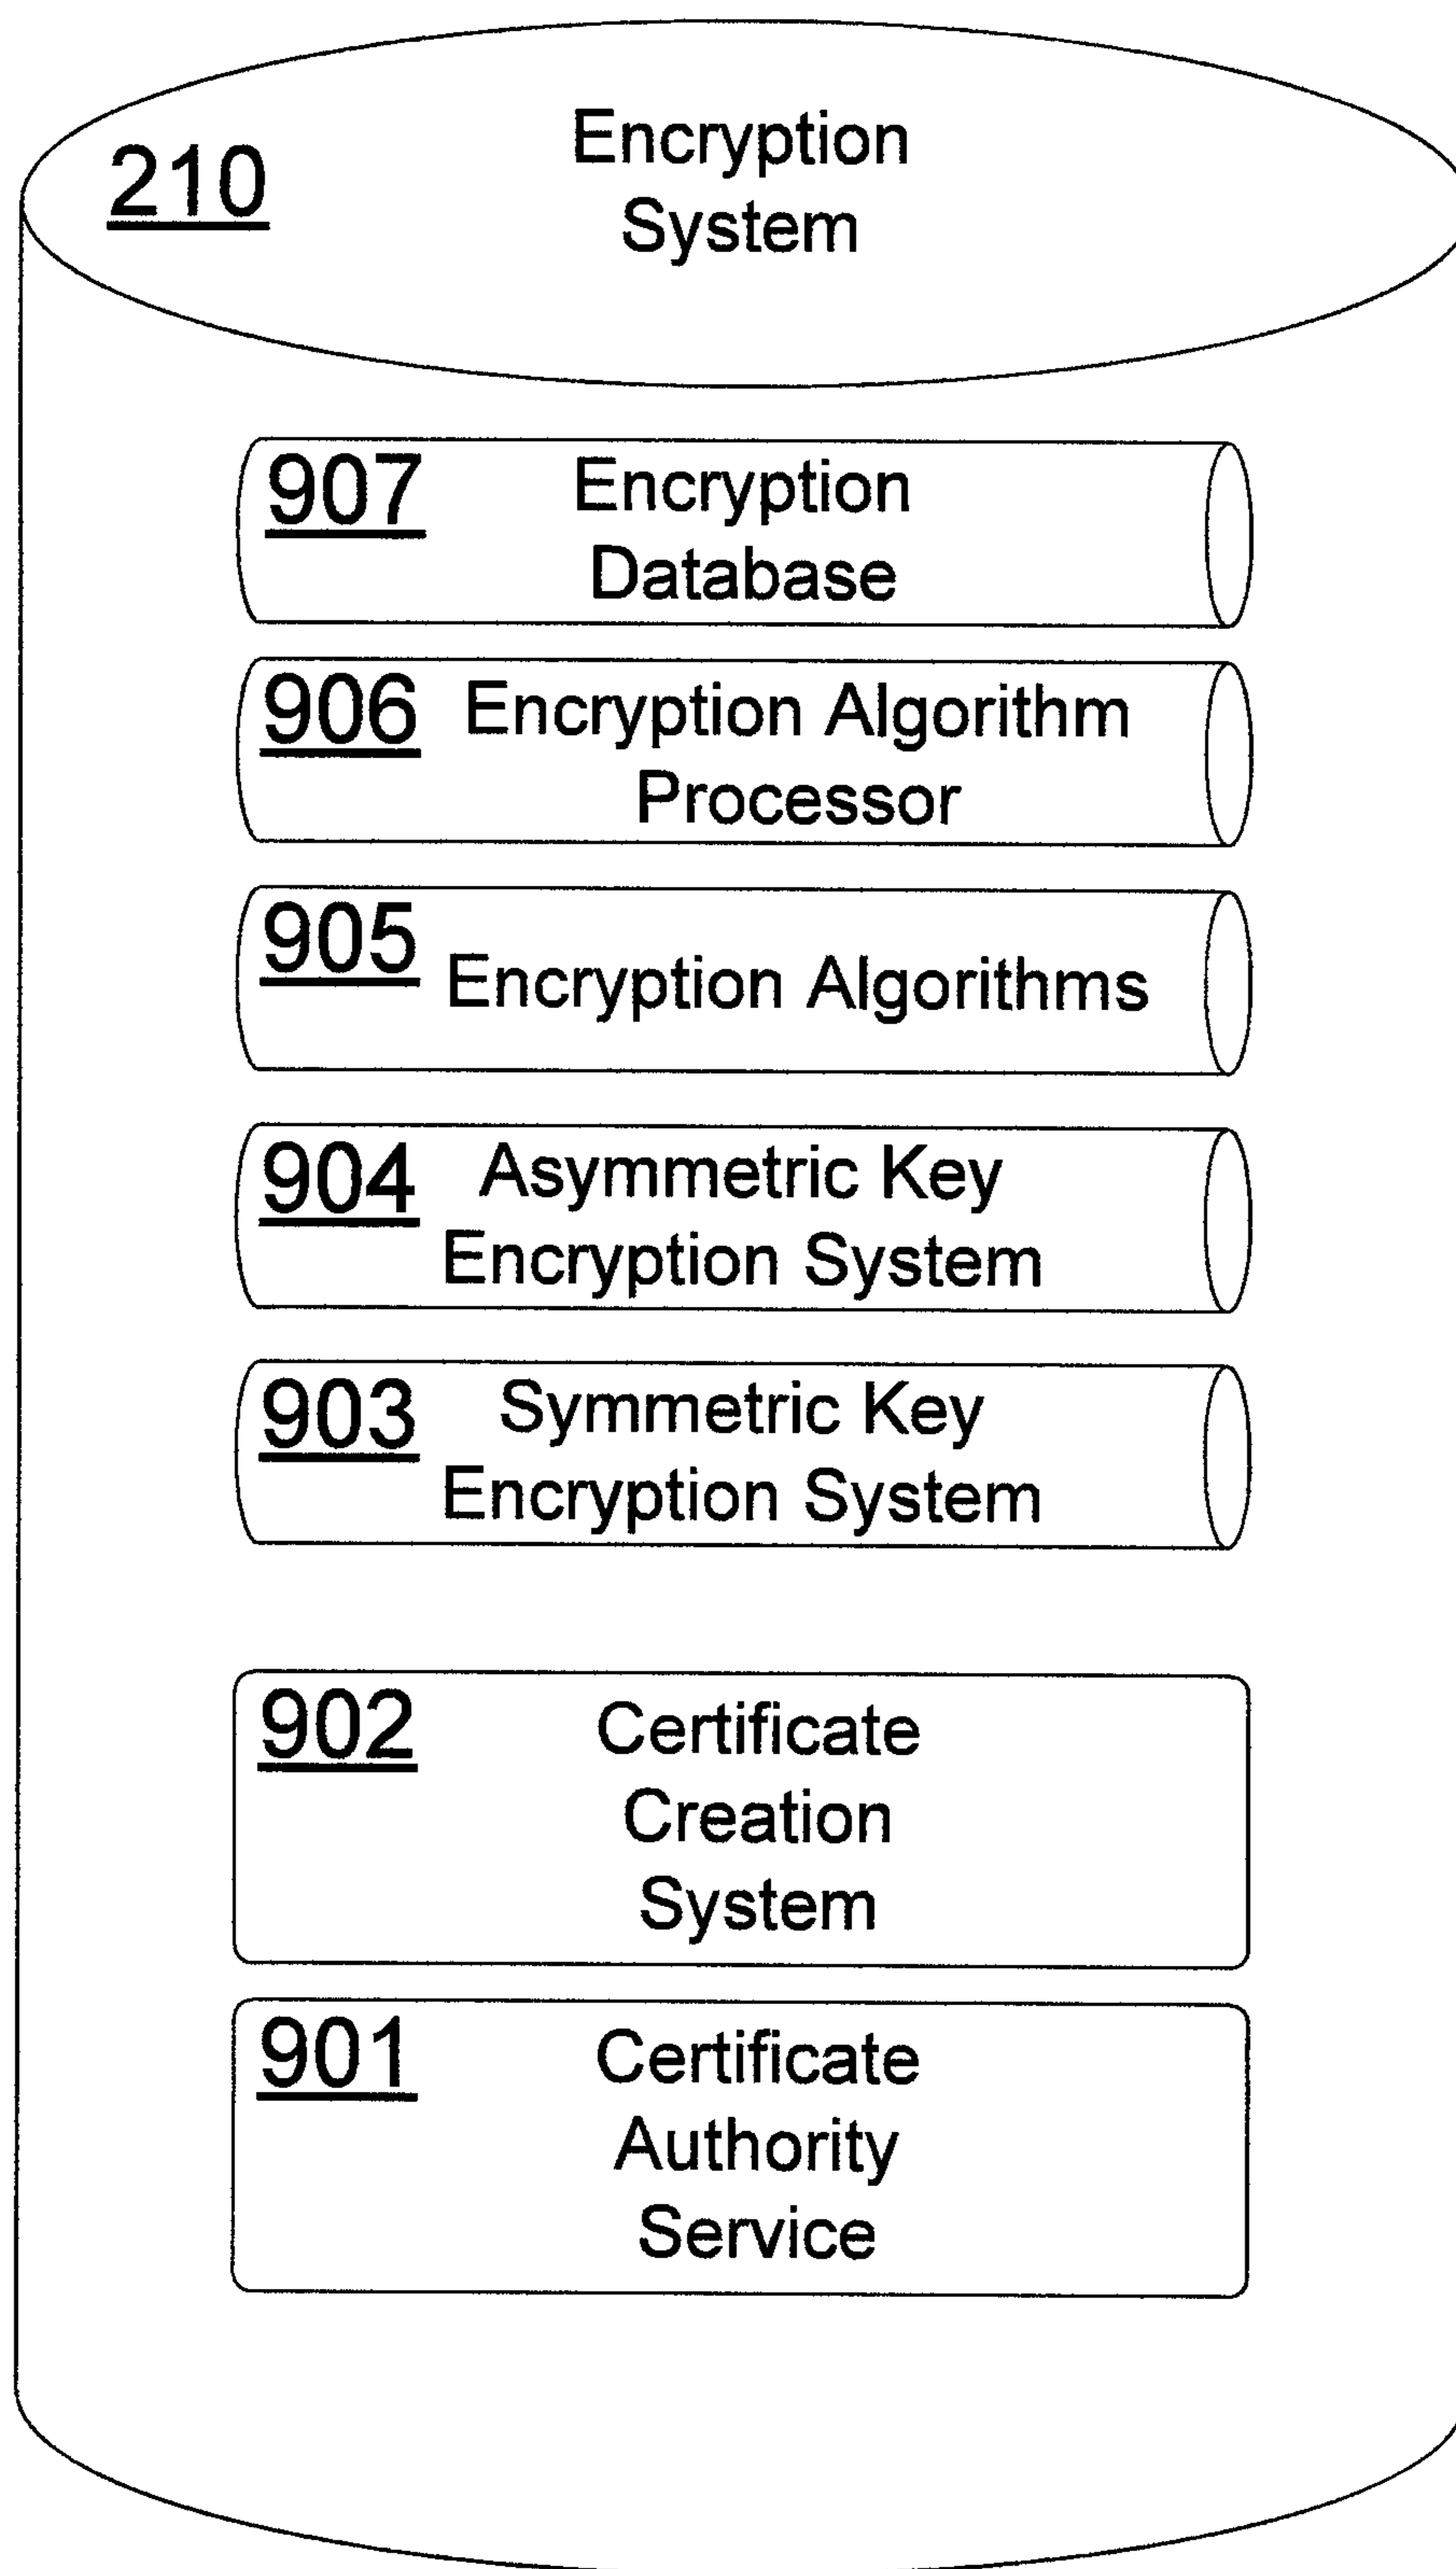 210
Encryption
System
907
Encryption
Database
906
Encryption Algorithm
Processor
905
Encryption Algorithms
904
Asymmetric Key
Encryption System
903
Symmetric Key
Encryption System
902
Certificate
Creation
System
901
Certificate
Authority
Service